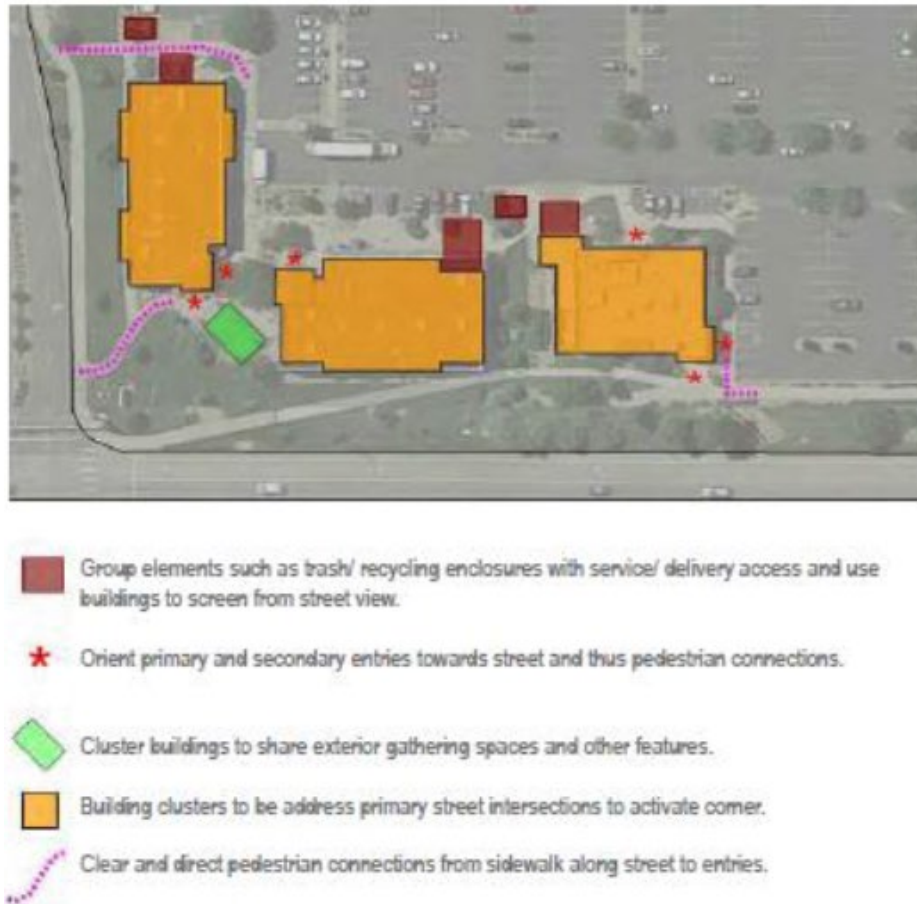 Group elements such as trash/ recycling enclosures with service/ delivery access and use
buildings to screen from street view.
Orient primary and secondary entries towards street and thus pedestrian connections.
Cluster buildings to share exterior gathering spaces and other features.
Building clusters to be address primary street intersections to activate corner.
Clear and direct pedestrian connections from sidewalk along street to entries.